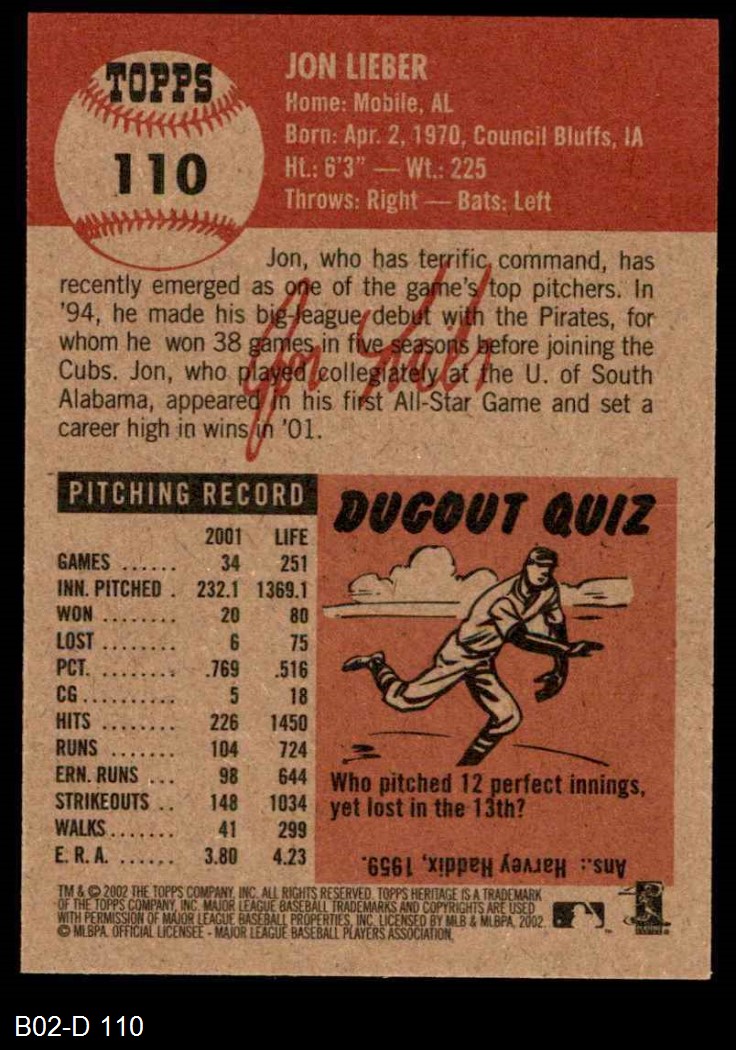 TOPPS
110
JON LIEBER
Home: Mobile, AL
Born: Apr. 2, 1970, Council Bluffs, IA
Ht.: 6'3" — Wt.: 225
Throws: Right — Bats: Left
Jon, who has terrific command, has
recently emerged as one of the game's top pitchers. In
'94, he made his big-league debut with the Pirates, for
whom he won 38 games in five seasons before joining the
Cubs. Jon, who played collegiately at the U. of South
Alabama, appeared in his first All-Star Game and set a
career high in wins in '01.
Jon Lieber
PITCHING RECORD
2001 LIFE
GAMES ...... 34 251
INN. PITCHED . 232.1 1369.1
WON ........ 20 80
LOST ........ 6 75
PCT. ........ .769 .516
CG .......... 5 18
HITS ........ 226 1450
RUNS ....... 104 724
ERN. RUNS ... 98 644
STRIKEOUTS .. 148 1034
WALKS ....... 41 299
E. R. A. ...... 3.80 4.23
DUGOUT QUIZ
Who pitched 12 perfect innings,
yet lost in the 13th?
Ans.: Harvey Haddix, 1959.
TM & © 2002 THE TOPPS COMPANY, INC. ALL RIGHTS RESERVED. TOPPS HERITAGE IS A TRADEMARK
OF THE TOPPS COMPANY, INC. MAJOR LEAGUE BASEBALL TRADEMARKS AND COPYRIGHTS ARE USED
WITH PERMISSION OF MAJOR LEAGUE BASEBALL PROPERTIES, INC. LICENSED BY MLB & MLBPA, 2002.
© MLBPA. OFFICIAL LICENSEE - MAJOR LEAGUE BASEBALL PLAYERS ASSOCIATION.
B02-D 110